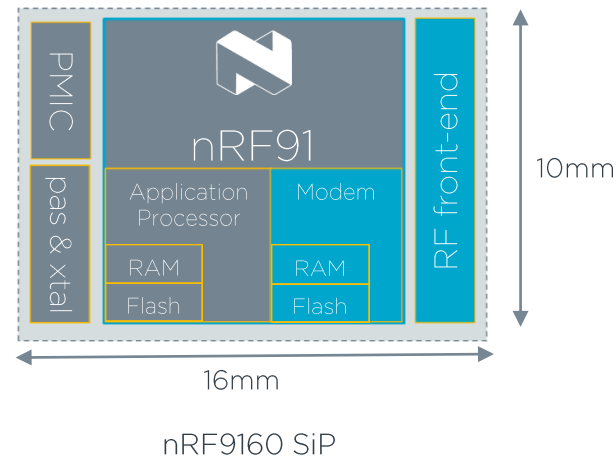 PMIC
pas & xtal
nRF91
Application
Processor
RAM
Flash
Modem
RAM
Flash
RF front-end
10mm
16mm
nRF9160 SiP